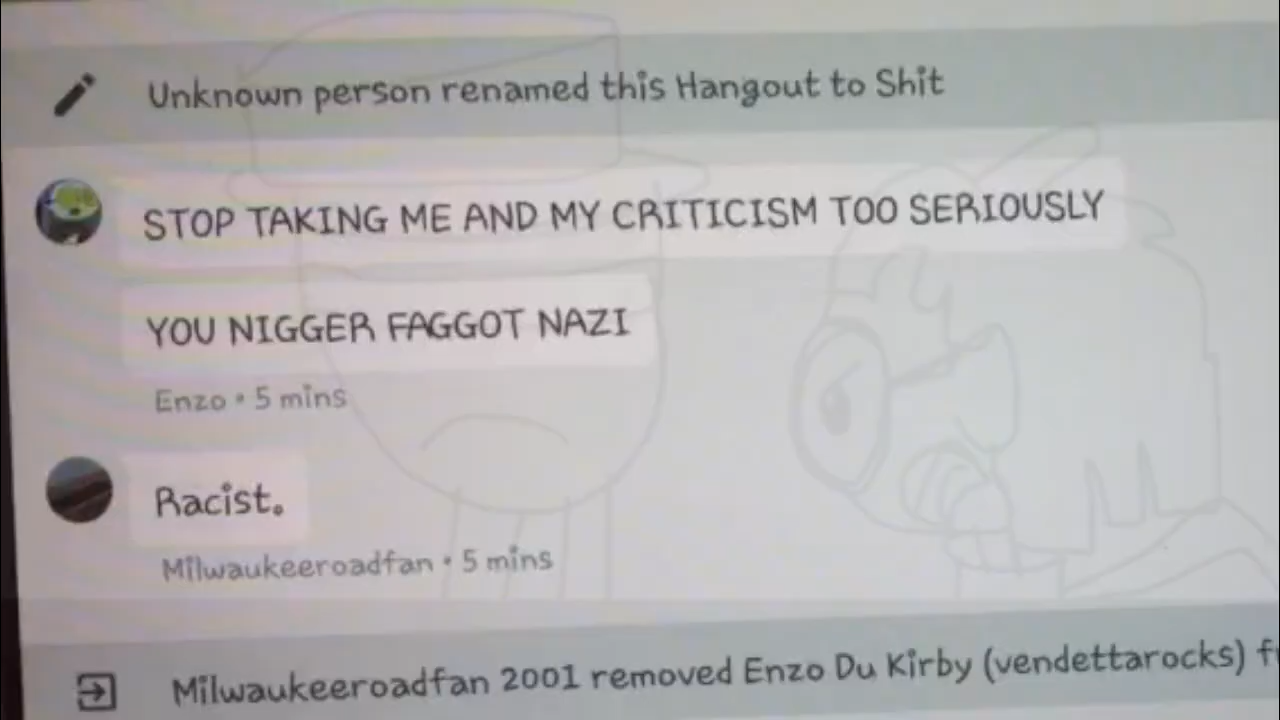 Unknown person renamed this Hangout to Shit
STOP TAKING ME AND MY CRITICISM TOO SERIOUSLY
YOU NIGGER FAGGOT NAZI
Enzo • 5 mins
Racist.
Milwaukeeroadfan • 5 mins
Milwaukeeroadfan 2001 removed Enzo Du Kirby (vendettarocks) f